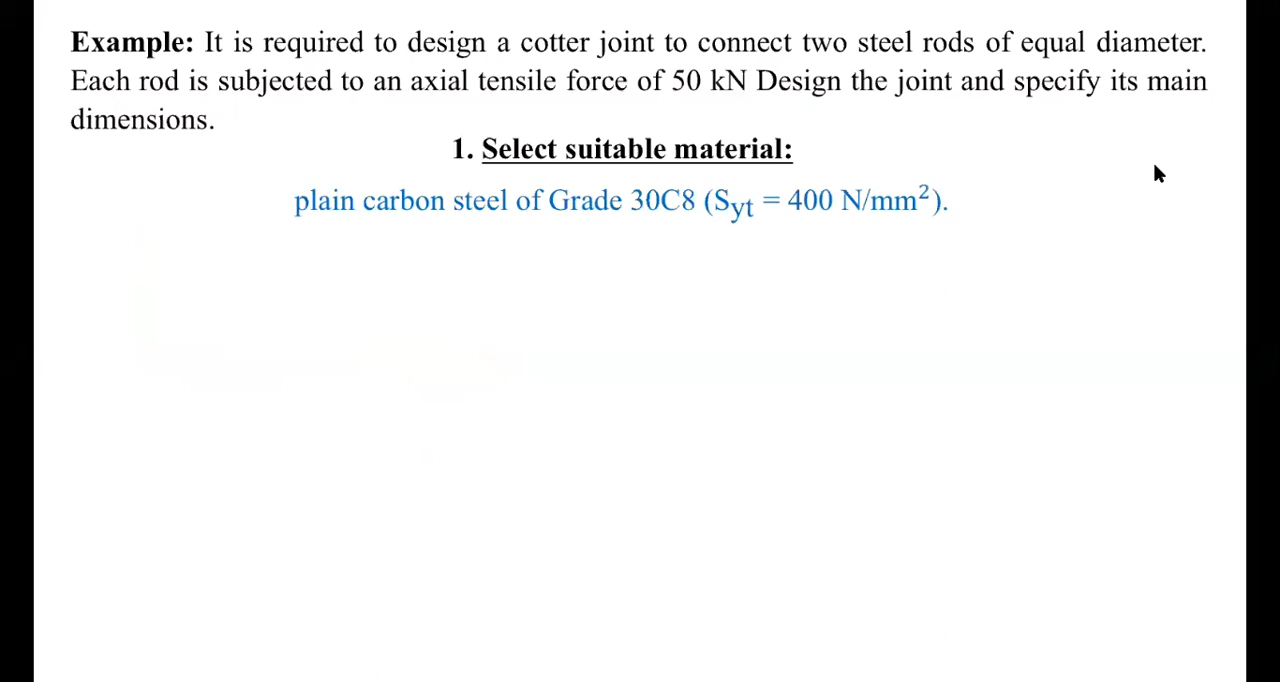 Example: It is required to design a cotter joint to connect two steel rods of equal diameter.
Each rod is subjected to an axial tensile force of 50 kN Design the joint and specify its main
dimensions.
1. Select suitable material:
plain carbon steel of Grade 30C8 (Syt = 400 N/mm²).